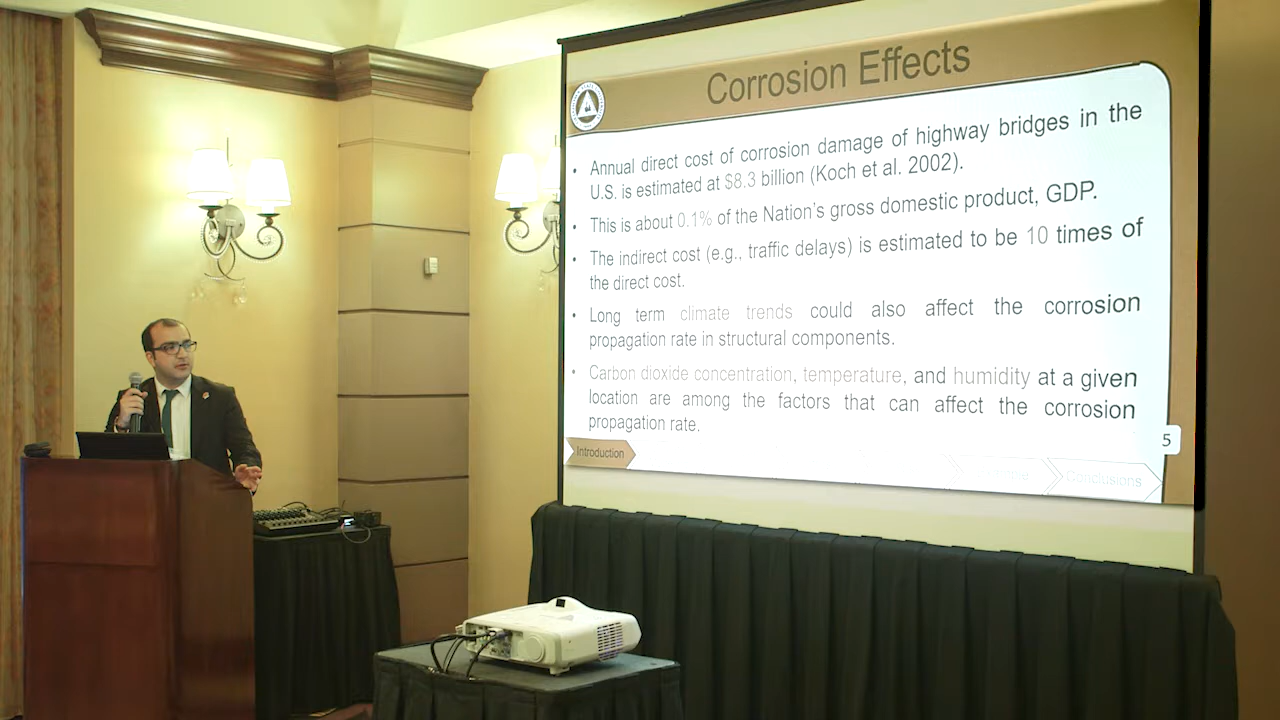 Corrosion Effects
• Annual direct cost of corrosion damage of highway bridges in the
U.S. is estimated at $8.3 billion (Koch et al. 2002).
• This is about 0.1% of the Nation's gross domestic product, GDP.
• The indirect cost (e.g., traffic delays) is estimated to be 10 times of
the direct cost.
• Long term climate trends could also affect the corrosion
propagation rate in structural components.
• Carbon dioxide concentration, temperature, and humidity at a given
location are among the factors that can affect the corrosion
propagation rate.
5
Introduction
Conclusions